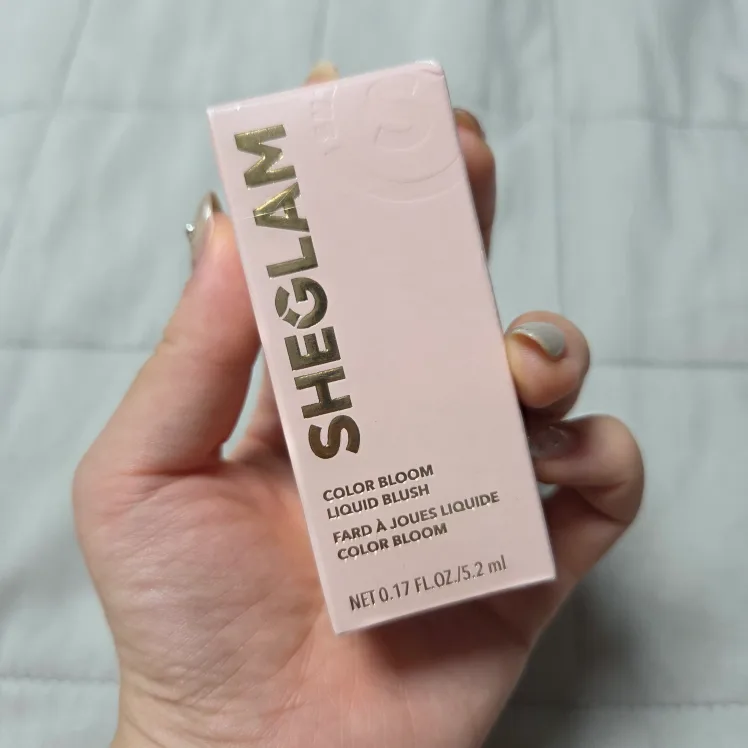 SHEGLAM
COLOR BLOOM
LIQUID BLUSH
FARD À JOUES LIQUIDE
COLOR BLOOM
NET 0.17 FL.OZ./5.2 ml